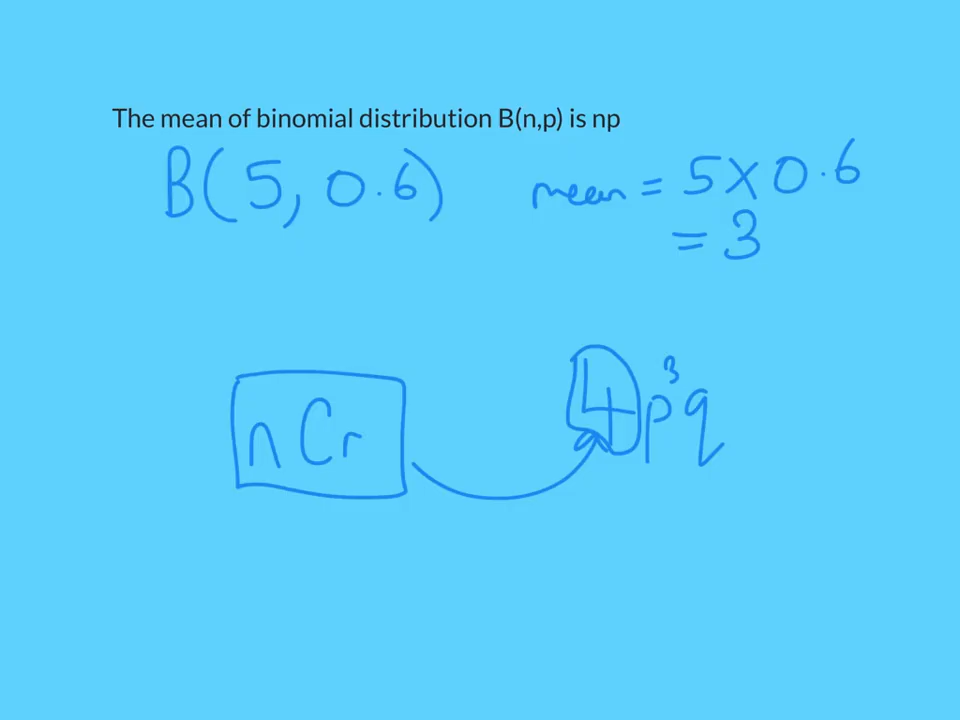 The mean of binomial distribution B(n,p) is np
B(5, 0.6) mean = 5 × 0.6
= 3
nCr 4p³q